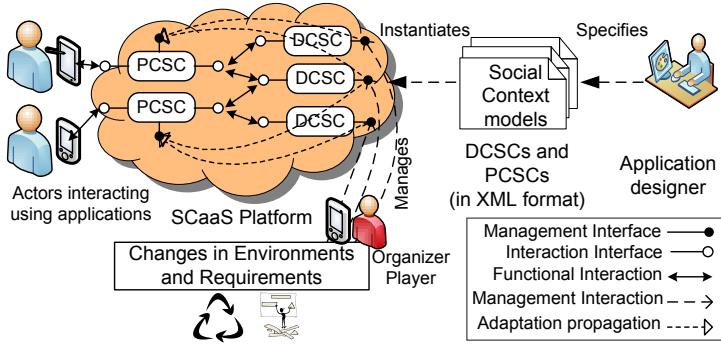 Instantiates
Specifies
PCSC
DCSC
DCSC
PCSC
DCSC
Social
Context
models
Manages
Actors interacting
using applications
SCaaS Platform
DCSCs and
PCSCs
(in XML format)
Application
designer
Organizer
Player
Changes in Environments
and Requirements
Management Interface
Interaction Interface
Functional Interaction
Management Interaction
Adaptation propagation